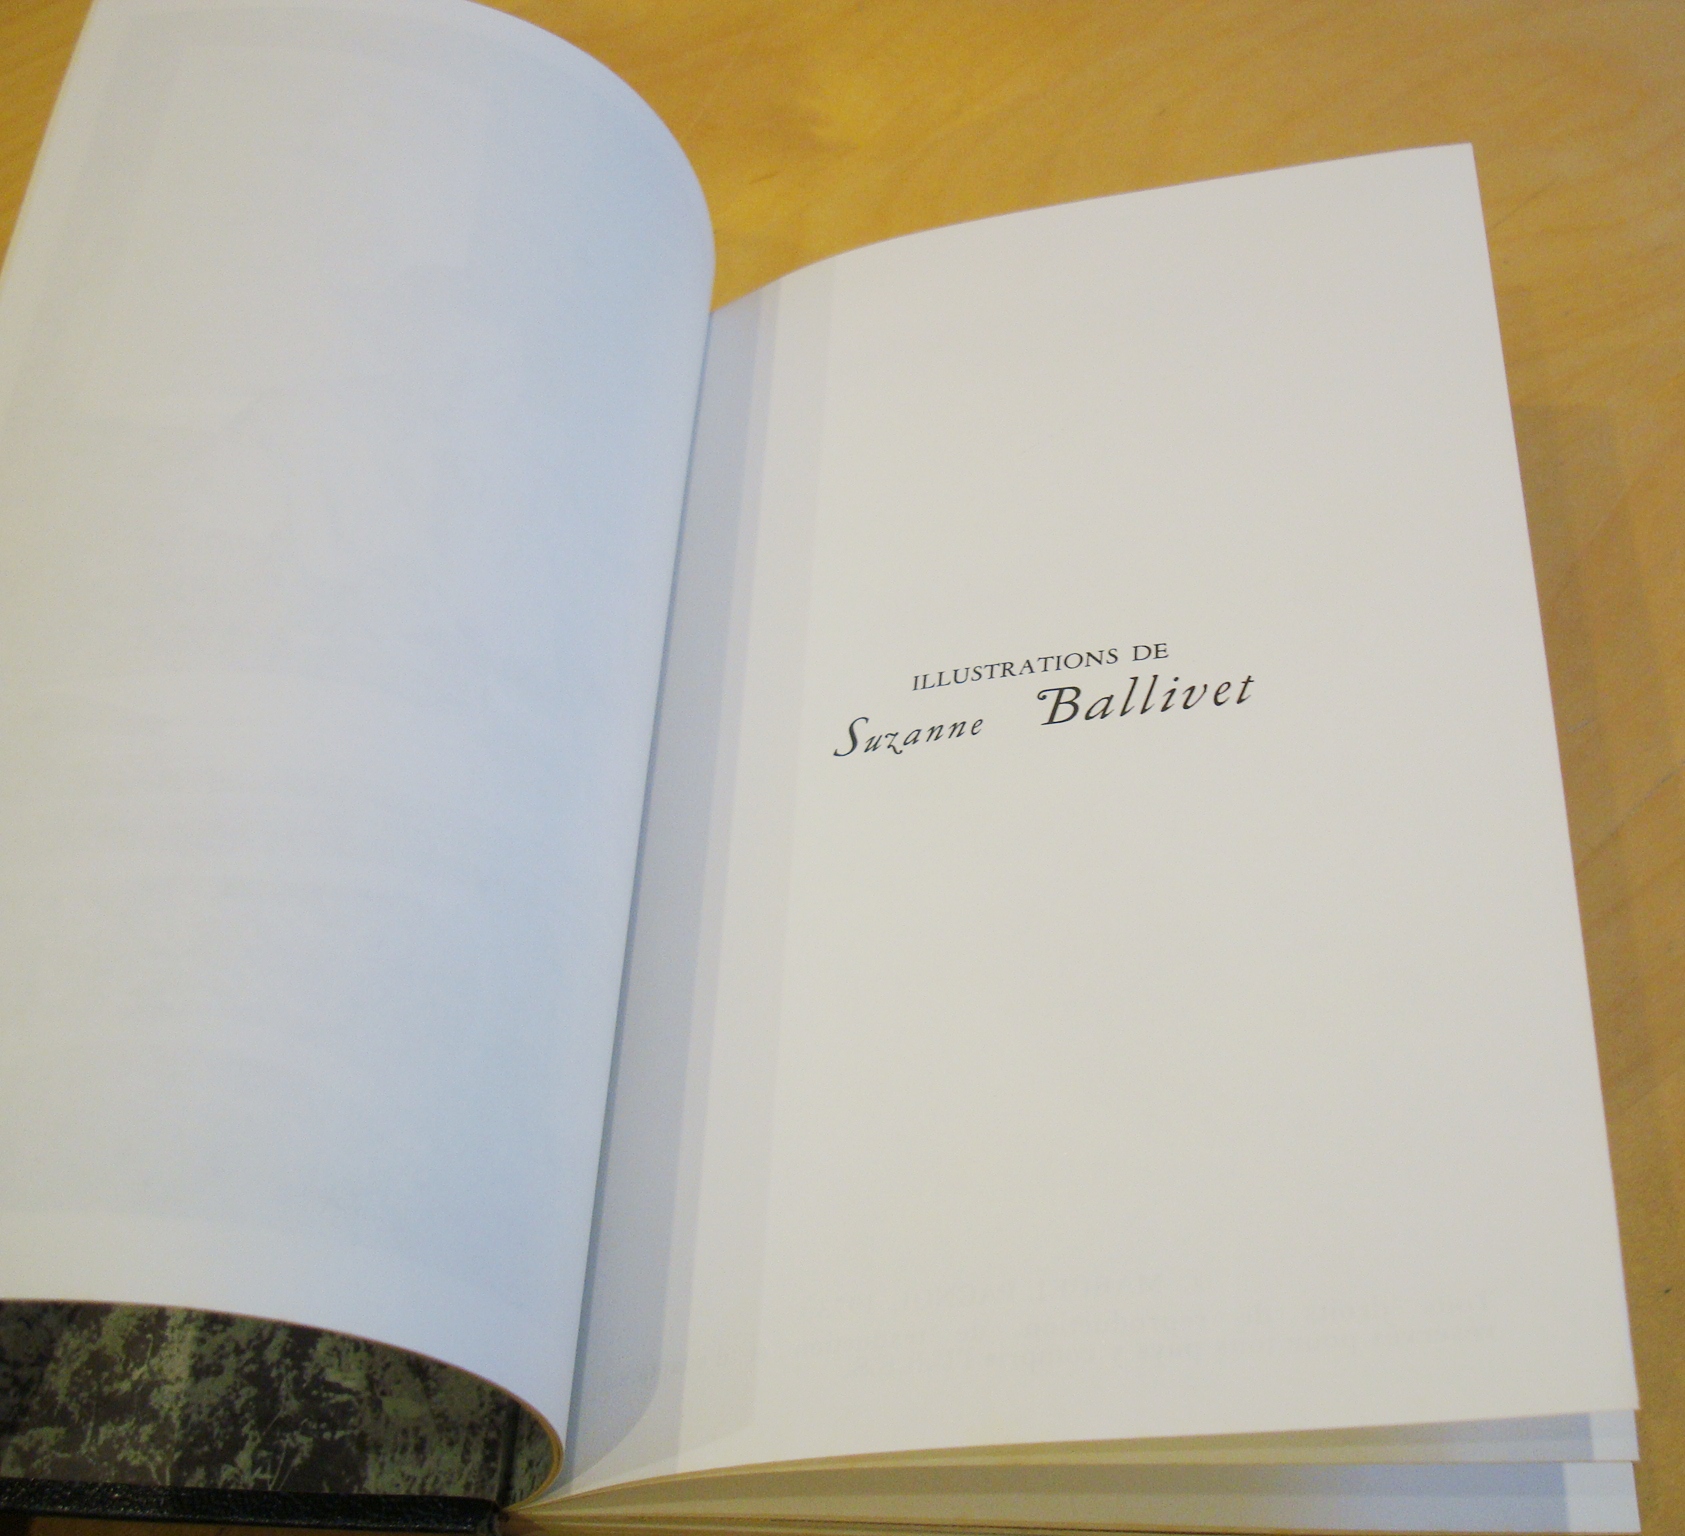 ILLUSTRATIONS DE
Suzanne Ballivet